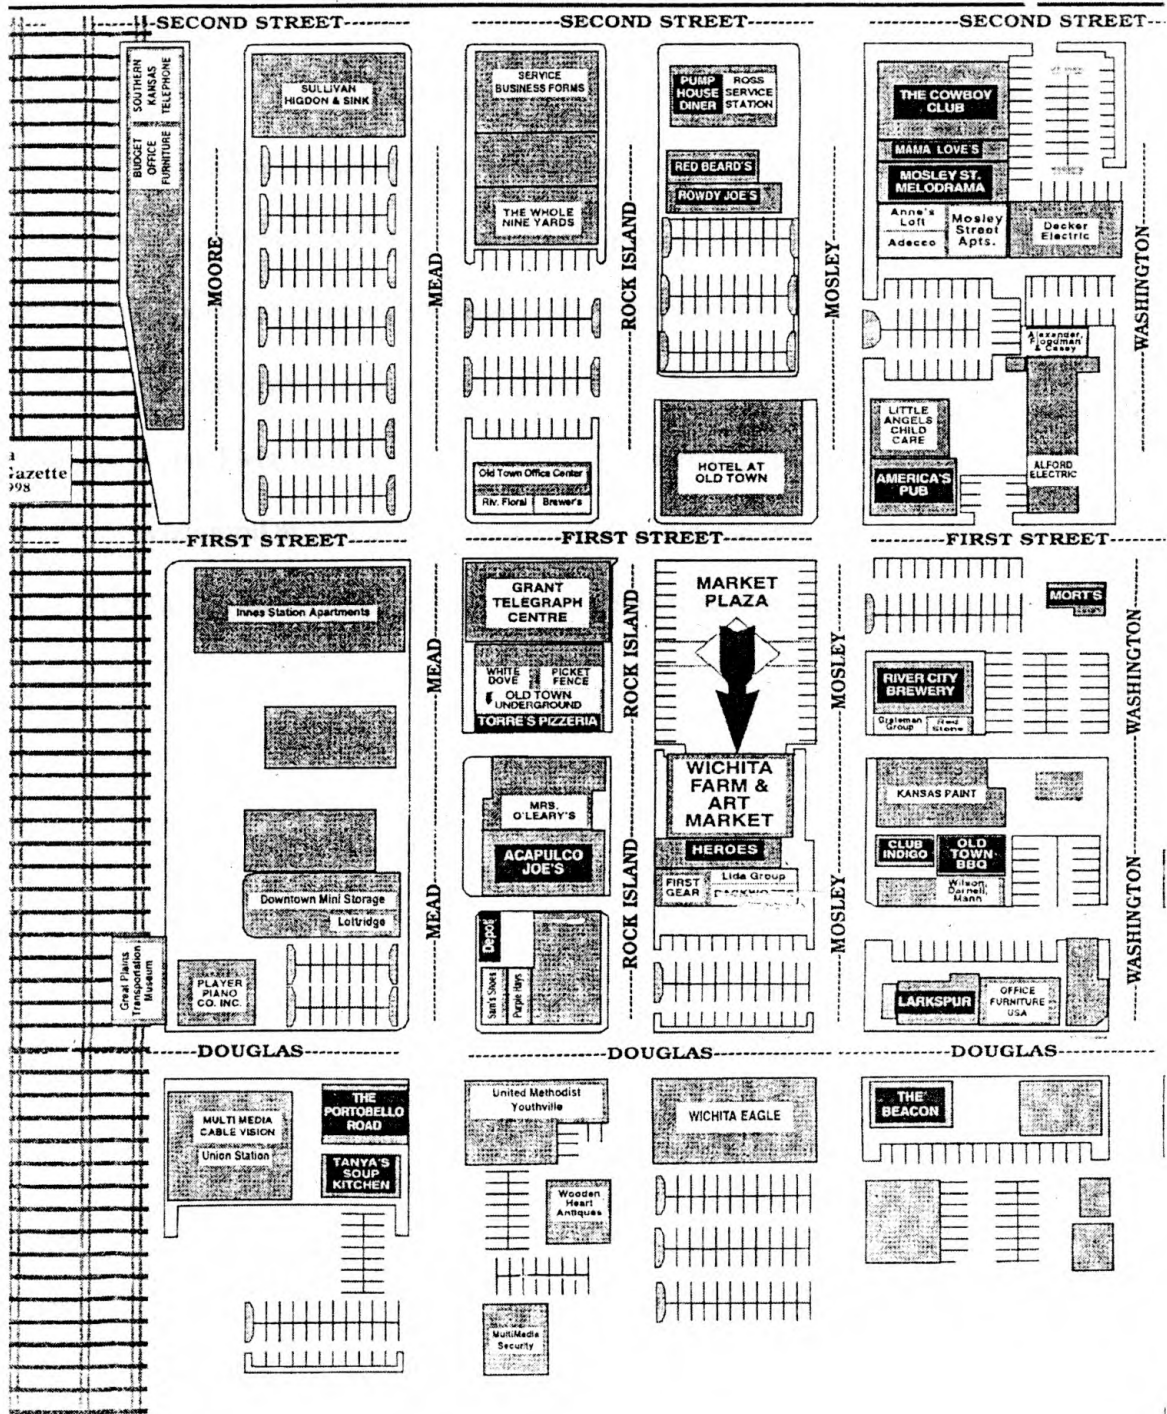 SECOND STREET
SECOND STREET
SECOND STREET
SOUTHERN
KANSAS
TELEPHONE
BUDGET
OFFICE
FURNITURE
SULLIVAN
HIGDON & SINK
SERVICE
BUSINESS FORMS
THE WHOLE
NINE YARDS
PUMP
HOUSE
DINER
ROSS
SERVICE
STATION
RED BEARD'S
ROWDY JOE'S
THE COWBOY
CLUB
MAMA LOVE'S
MOSLEY ST.
MELODRAMA
Anne's
Loft
Adecco
Mosley
Street
Apts.
Decker
Electric
MOORE
MEAD
ROCK ISLAND
MOSLEY
WASHINGTON
Alexander,
& Casey
LITTLE
ANGELS
CHILD
CARE
AMERICA'S
PUB
ALFORD
ELECTRIC
HOTEL AT
OLD TOWN
Old Town Office Center
Riv. Floral
Brewer's
a
Gazette
998
FIRST STREET
FIRST STREET
FIRST STREET
Innes Station Apartments
GRANT
TELEGRAPH
CENTRE
WHITE
DOVE
PICKET
FENCE
OLD TOWN
UNDERGROUND
TORRE'S PIZZERIA
MARKET
PLAZA
MORT'S
RIVER CITY
BREWERY
Grateman
Group
Red
Stone
MEAD
ROCK ISLAND
MOSLEY
WASHINGTON
MRS.
O'LEARY'S
ACAPULCO
JOE'S
WICHITA
FARM &
ART
MARKET
HEROES
FIRST
GEAR
Lida Group
KANSAS PAINT
CLUB
INDIGO
OLD
TOWN
BBQ
Wilson,
Darnell,
Mann
Downtown Mini Storage
Loftridge
MEAD
ROCK ISLAND
MOSLEY
WASHINGTON
Great Plains
Transportation
Museum
PLAYER
PIANO
CO. INC.
Depot
Sam's Shoes
Purple Hays
LARKSPUR
OFFICE
FURNITURE
USA
DOUGLAS
DOUGLAS
DOUGLAS
MULTI MEDIA
CABLE VISION
Union Station
THE
PORTOBELLO
ROAD
TANYA'S
SOUP
KITCHEN
United Methodist
Youthville
Wooden
Heart
Antiques
MultiMedia
Security
WICHITA EAGLE
THE
BEACON